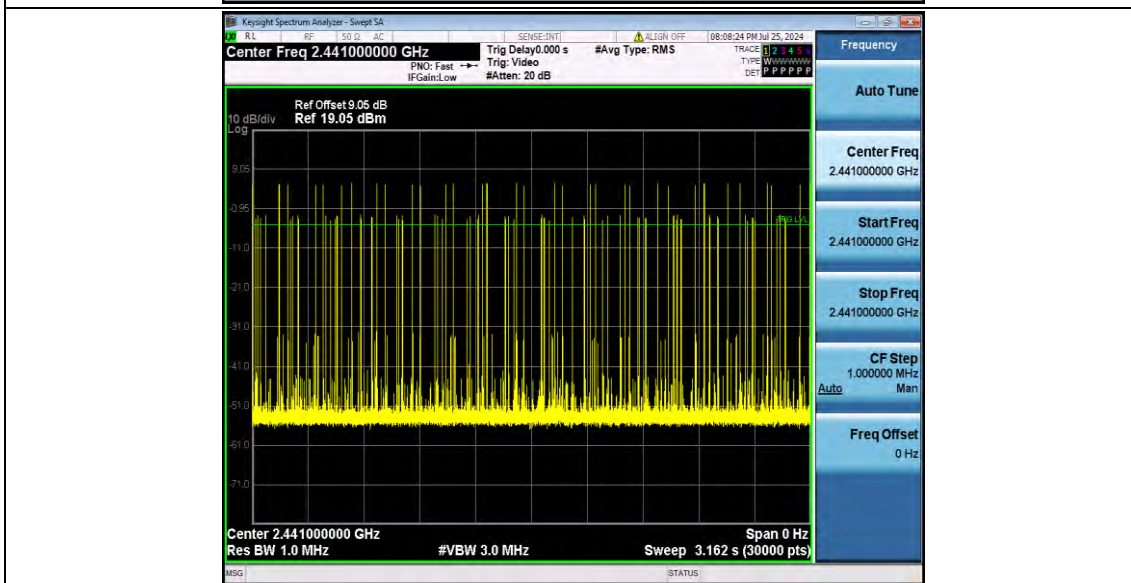 Keysight Spectrum Analyzer - Swept SA
RL RF 50 Ω AC SENSE:INT ALIGN OFF 08:08:24 PM Jul 25, 2024
Center Freq 2.441000000 GHz
PNO: Fast
IFGain:Low
Trig Delay0.000 s
Trig: Video
#Atten: 20 dB
#Avg Type: RMS
TRACE 1 2 3 4 5 6
TYPE W
DET P P P P P P
Ref Offset 9.05 dB
10 dB/div Ref 19.05 dBm
Log
9.05
-0.95
TRIG LVL
-11.0
-21.0
-31.0
-41.0
-51.0
-61.0
-71.0
Center 2.441000000 GHz Span 0 Hz
Res BW 1.0 MHz #VBW 3.0 MHz Sweep 3.162 s (30000 pts)
MSG STATUS
Frequency
Auto Tune
Center Freq
2.441000000 GHz
Start Freq
2.441000000 GHz
Stop Freq
2.441000000 GHz
CF Step
1.000000 MHz
Auto Man
Freq Offset
0 Hz